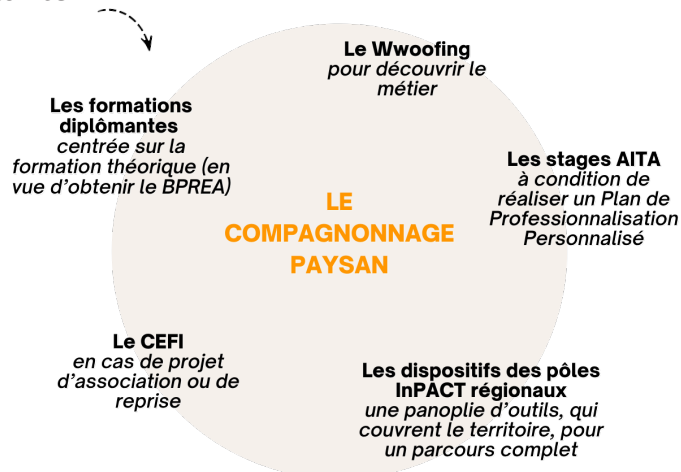 Le Wwoofing
pour découvrir le
métier
Les formations
diplômantes
centrée sur la
formation théorique (en
vue d'obtenir le BPREA)
Les stages AITA
à condition de
réaliser un Plan de
Professionnalisation
Personnalisé
LE
COMPAGNONNAGE
PAYSAN
Le CEFI
en cas de projet
d'association ou de
reprise
Les dispositifs des pôles
InPACT régionaux
une panoplie d'outils, qui
couvrent le territoire, pour
un parcours complet